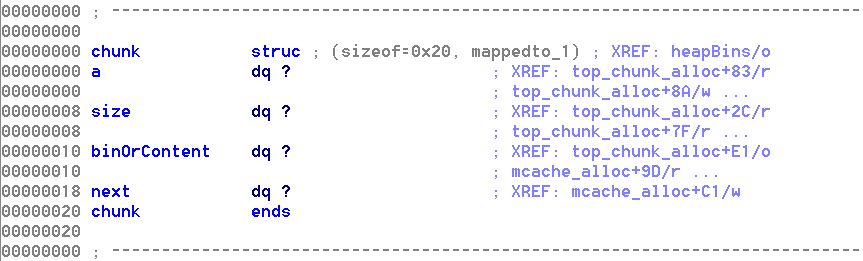 00000000 ; ---------------------------------------------------------------------------
00000000
00000000 chunk           struc ; (sizeof=0x20, mappedto_1) ; XREF: heapBins/o
00000000 a               dq ?                    ; XREF: top_chunk_alloc+83/r
00000000                                         ; top_chunk_alloc+8A/w ...
00000008 size            dq ?                    ; XREF: top_chunk_alloc+2C/r
00000008                                         ; top_chunk_alloc+7F/r ...
00000010 binOrContent    dq ?                    ; XREF: top_chunk_alloc+E1/o
00000010                                         ; mcache_alloc+9D/r ...
00000018 next            dq ?                    ; XREF: mcache_alloc+C1/w
00000020 chunk           ends
00000020
00000000 ; ---------------------------------------------------------------------------